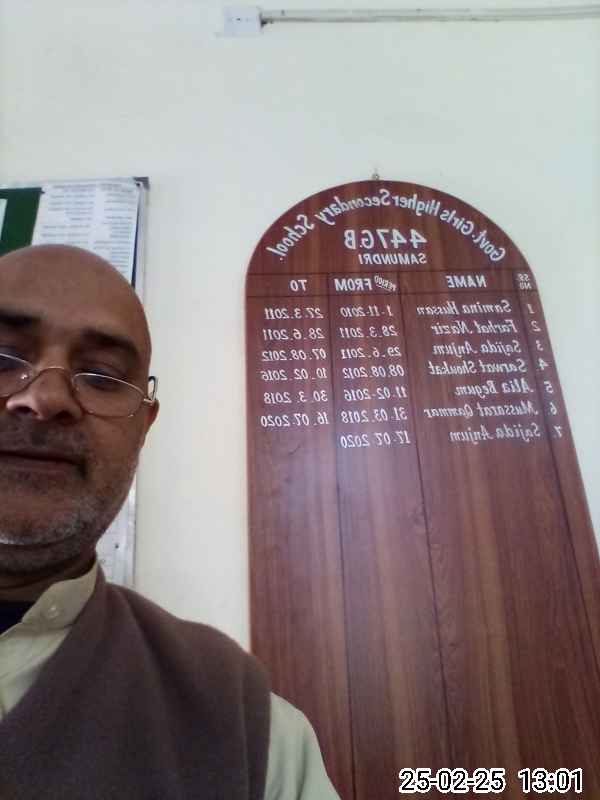 Govt. Girls Higher Secondary School.
447GB
SAMUNDRI
SR. NO NAME PERIOD FROM TO
1 Samina Hussan 1-11-2010 27.3.2011
2 Farhat Nazir 28.3.2011 28.6.2011
3 Sajida Anjum 29.6.2011 07.08.2012
4. Sarwat Shoukat 08.08.2012 10.02.2016
5 Atia Begum 11-02-2016 30.3.2018
6 Mussarat Qammar 31.03.2018 16.07.2020
7. Sajida Anjum 17-07-2020
25-02-25 13:01